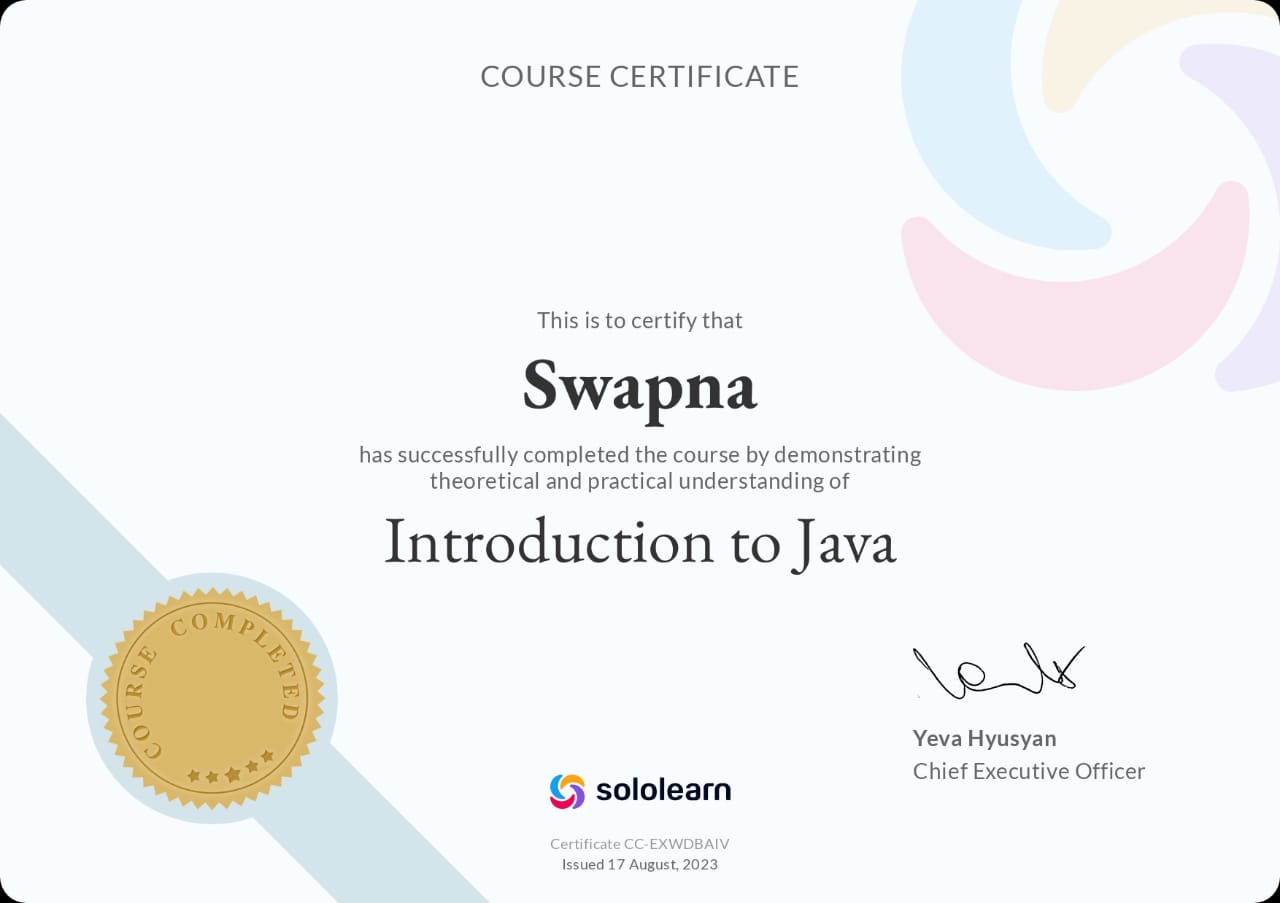 COURSE CERTIFICATE
This is to certify that
Swapna
has successfully completed the course by demonstrating
theoretical and practical understanding of
Introduction to Java
COURSE COMPLETED
Yeva Hyusyan
Chief Executive Officer
sololearn
Certificate CC-EXWDBAIV
Issued 17 August, 2023